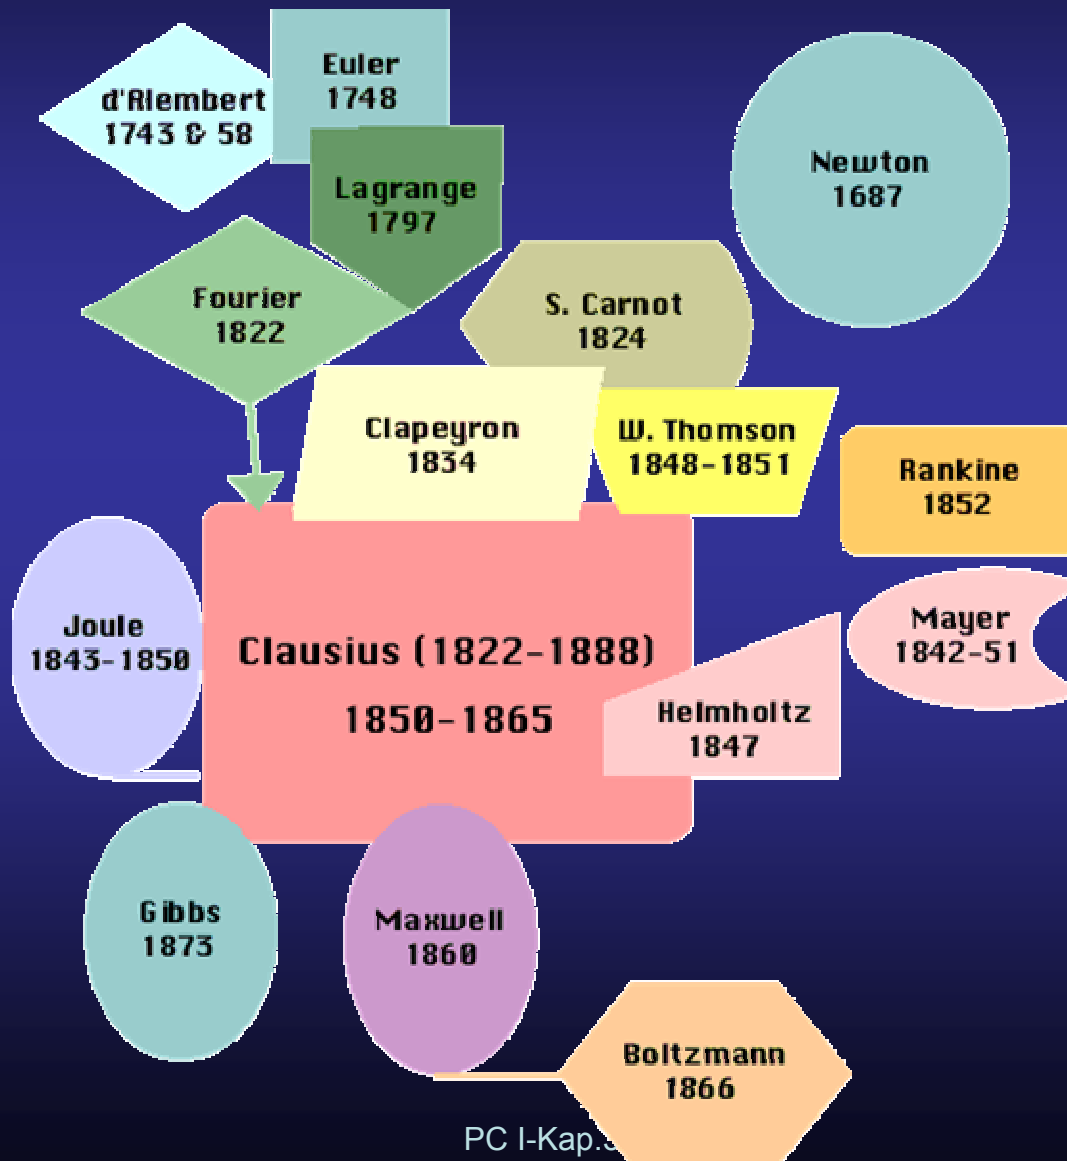 d'Alembert
1743 & 58
Euler
1748
Newton
1687
Lagrange
1797
Fourier
1822
S. Carnot
1824
Clapeyron
1834
W. Thomson
1848-1851
Rankine
1852
Joule
1843-1850
Clausius (1822-1888)
1850-1865
Mayer
1842-51
Helmholtz
1847
Gibbs
1873
Maxwell
1860
Boltzmann
1866
PC I-Kap.